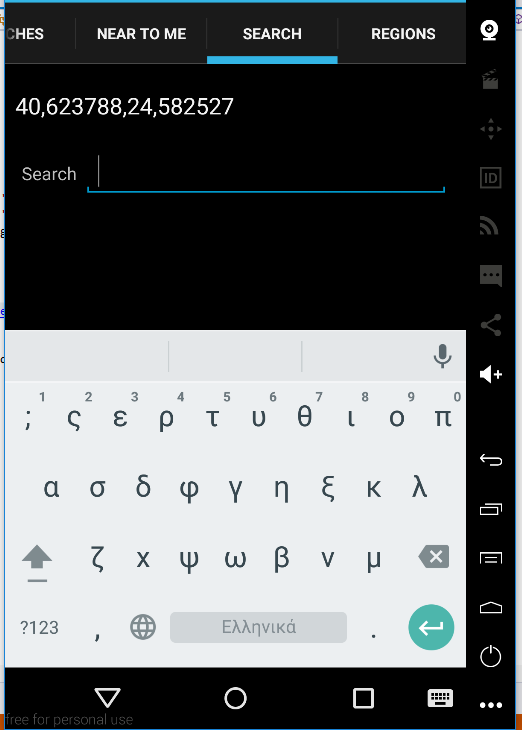 CHES NEAR TO ME SEARCH REGIONS
40,623788,24,582527
Search
1 2 3 4 5 6 7 8 9 0
; ς ε ρ τ υ θ ι ο π
α σ δ φ γ η ξ κ λ
ζ χ ψ ω β ν μ
?123 , Ελληνικά .
free for personal use
ID